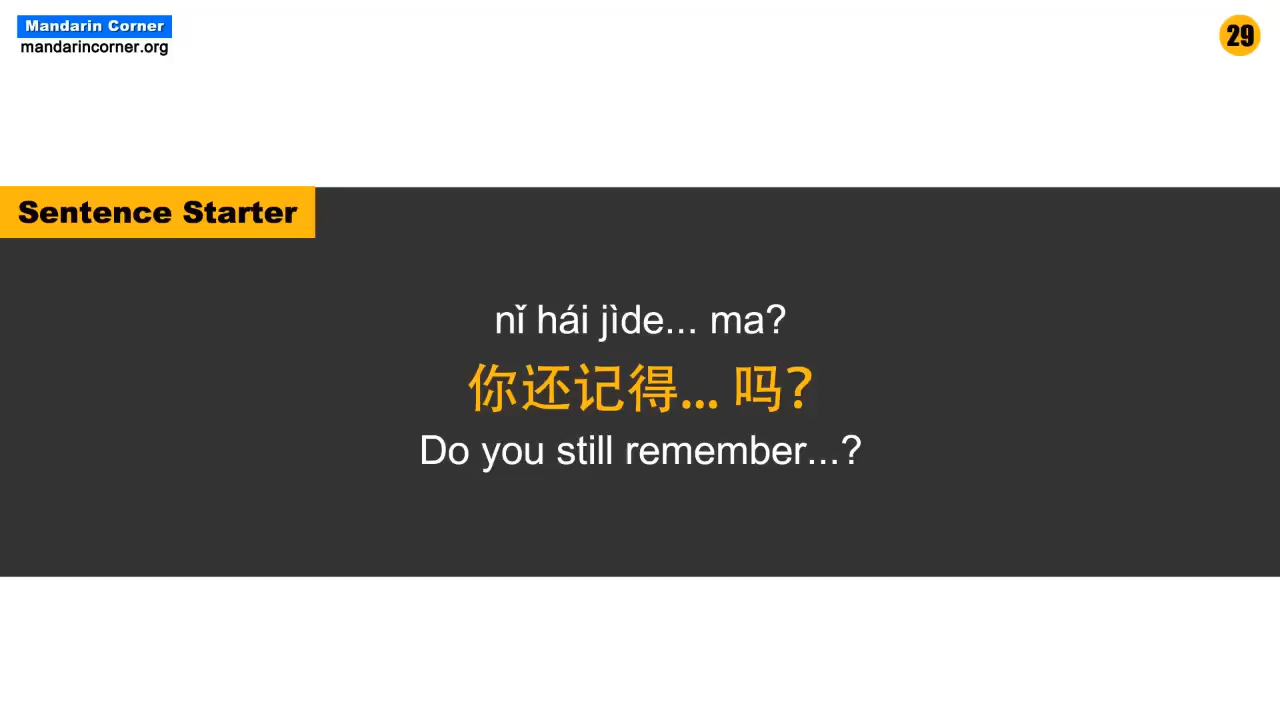 Mandarin Corner
mandarincorner.org
29
Sentence Starter
nǐ hái jìde... ma?
你还记得... 吗?
Do you still remember...?